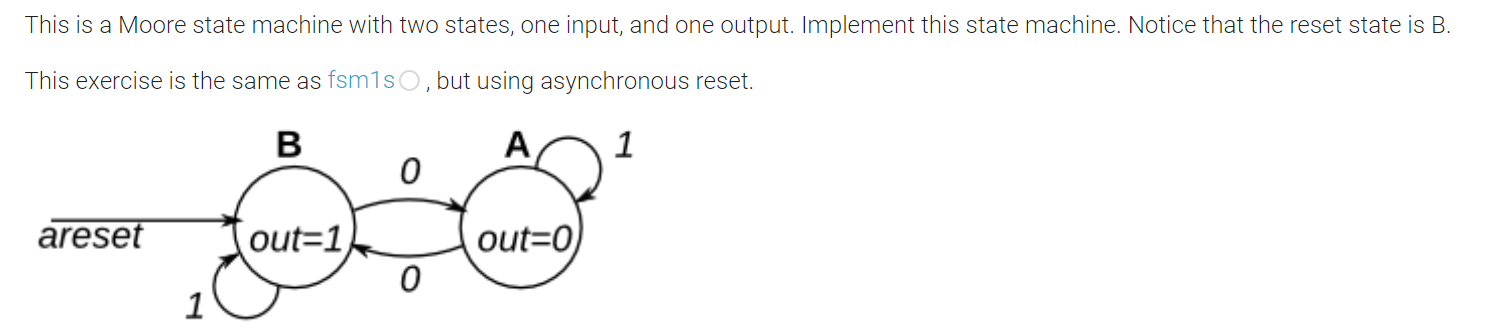 This is a Moore state machine with two states, one input, and one output. Implement this state machine. Notice that the reset state is B.
This exercise is the same as fsm1s, but using asynchronous reset.
B
A
1
0
areset
out=1
out=0
0
1